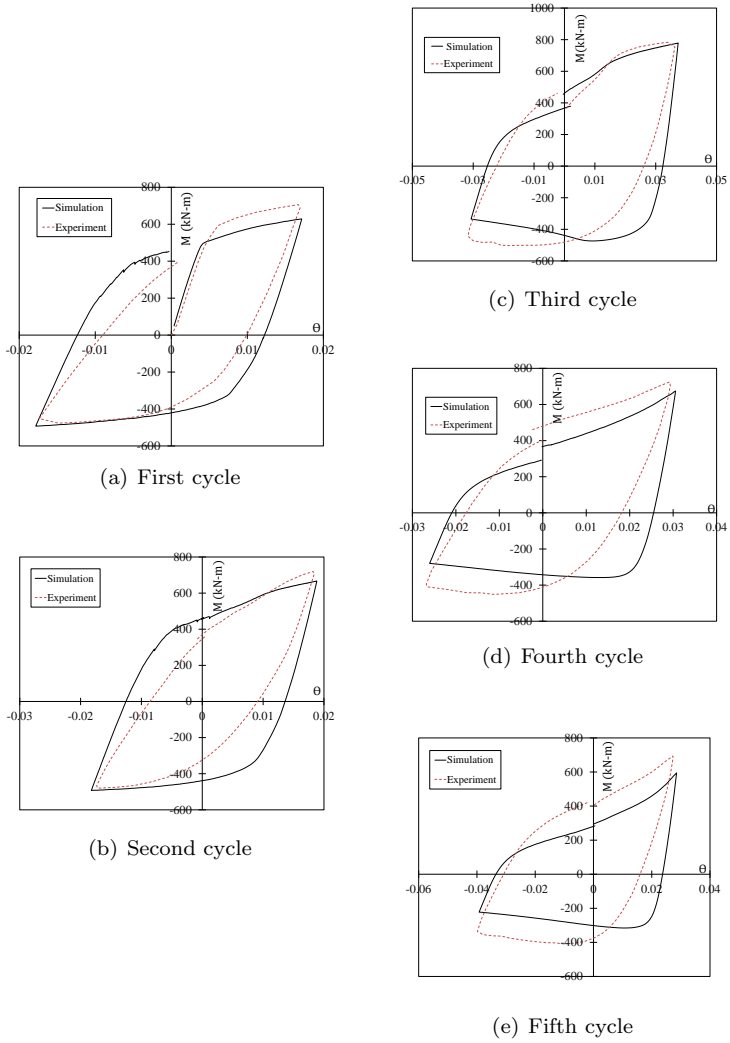 800
Simulation
Experiment
M (kN-m)
600
400
200
0
θ
-0.02
-0.01
0
0.01
0.02
-200
-400
-600
(a) First cycle
800
Simulation
Experiment
M (kN-m)
600
400
200
0
θ
-0.03
-0.02
-0.01
0
0.01
0.02
-200
-400
-600
(b) Second cycle
1000
Simulation
Experiment
M(kN-m)
800
600
400
200
0
θ
-0.05
-0.03
-0.01
0.01
0.03
0.05
-200
-400
-600
(c) Third cycle
800
Simulation
Experiment
M (kN-m)
600
400
200
0
θ
-0.03
-0.02
-0.01
0
0.01
0.02
0.03
0.04
-200
-400
-600
(d) Fourth cycle
800
Simulation
Experiment
M (kN-m)
600
400
200
0
θ
-0.06
-0.04
-0.02
0
0.02
0.04
-200
-400
-600
(e) Fifth cycle